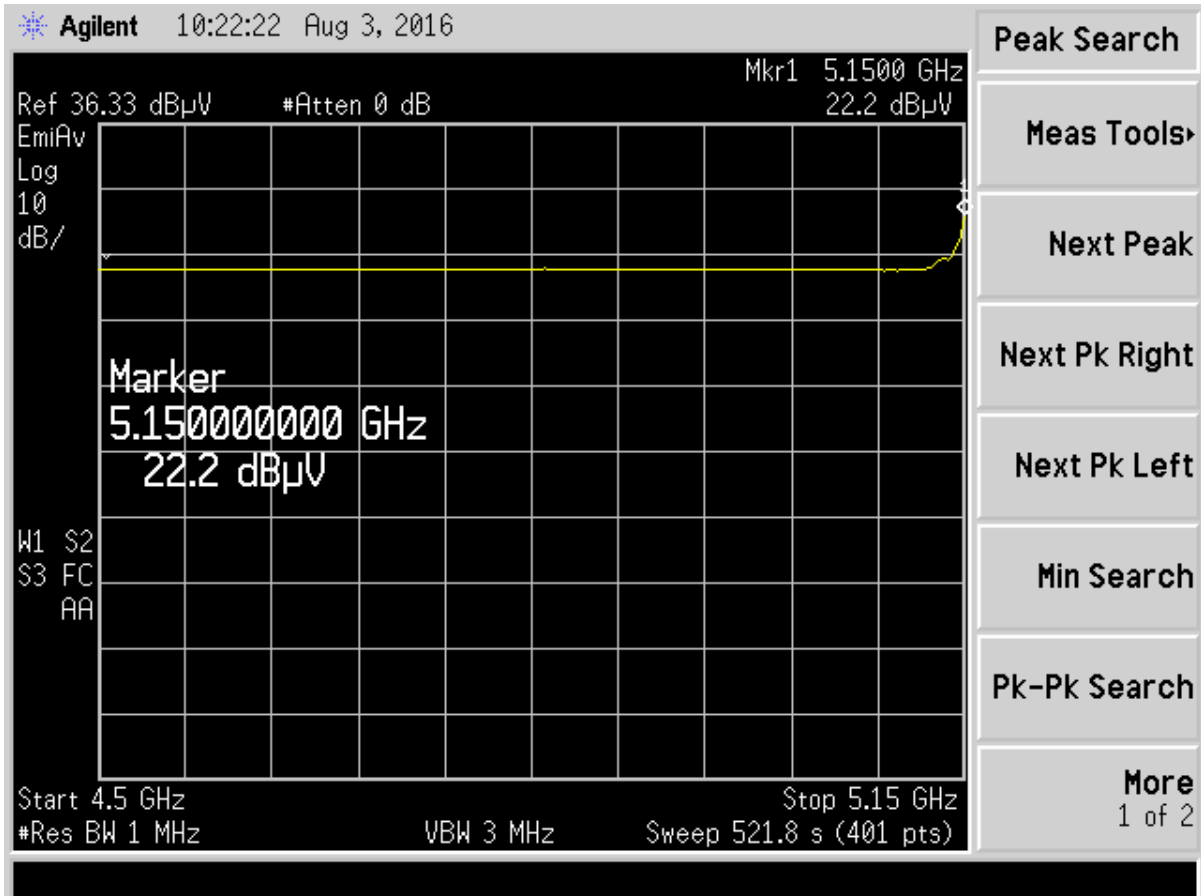 Agilent 10:22:22 Aug 3, 2016
Peak Search
Mkr1 5.1500 GHz
Ref 36.33 dBµV #Atten 0 dB 22.2 dBµV
EmiAv
Log
10
dB/
1
Marker
5.150000000 GHz
22.2 dBµV
W1 S2
S3 FC
AA
Start 4.5 GHz Stop 5.15 GHz
#Res BW 1 MHz VBW 3 MHz Sweep 521.8 s (401 pts)
Meas Tools
Next Peak
Next Pk Right
Next Pk Left
Min Search
Pk-Pk Search
More
1 of 2